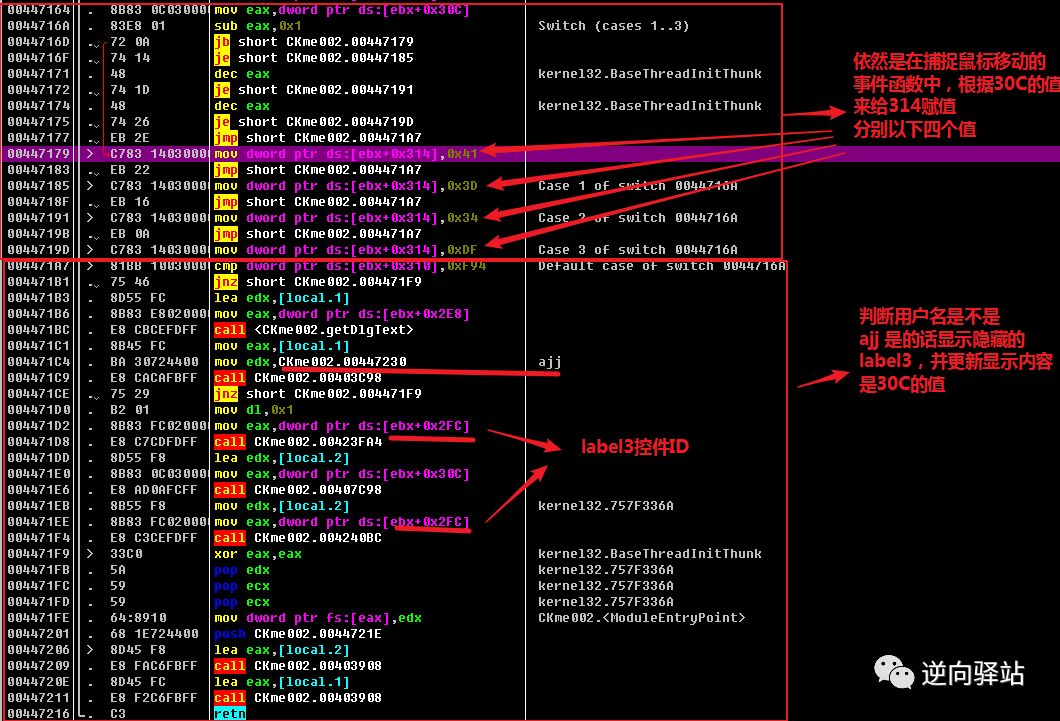 00447164 . 8B83 0C030000 mov eax,dword ptr ds:[ebx+0x30C]
0044716A . 83E8 01 sub eax,0x1 Switch (cases 1..3)
0044716D . 72 0A jb short CKme002.00447179
0044716F . 74 14 je short CKme002.00447185
00447171 . 48 dec eax kernel32.BaseThreadInitThunk
00447172 . 74 1D je short CKme002.00447191
00447174 . 48 dec eax kernel32.BaseThreadInitThunk
00447175 . 74 26 je short CKme002.0044719D
00447177 . EB 2E jmp short CKme002.004471A7
00447179 > C783 14030000 mov dword ptr ds:[ebx+0x314],0x41
00447183 . EB 22 jmp short CKme002.004471A7
00447185 > C783 14030000 mov dword ptr ds:[ebx+0x314],0x3D Case 1 of switch 0044716A
0044718F . EB 16 jmp short CKme002.004471A7
00447191 > C783 14030000 mov dword ptr ds:[ebx+0x314],0x34 Case 2 of switch 0044716A
0044719B . EB 0A jmp short CKme002.004471A7
0044719D > C783 14030000 mov dword ptr ds:[ebx+0x314],0xDF Case 3 of switch 0044716A
004471A7 > 81BB 10030000 cmp dword ptr ds:[ebx+0x310],0xF94 Default case of switch 0044716A
004471B1 . 75 46 jnz short CKme002.004471F9
004471B3 . 8D55 FC lea edx,[local.1]
004471B6 . 8B83 E8020000 mov eax,dword ptr ds:[ebx+0x2E8]
004471BC . E8 CBCEFDFF call <CKme002.getDlgText>
004471C1 . 8B45 FC mov eax,[local.1]
004471C4 . BA 30724400 mov edx,CKme002.00447230 ajj
004471C9 . E8 CACAFBFF call CKme002.00403C98
004471CE . 75 29 jnz short CKme002.004471F9
004471D0 . B2 01 mov dl,0x1
004471D2 . 8B83 FC020000 mov eax,dword ptr ds:[ebx+0x2FC]
004471D8 . E8 C7CDFDFF call CKme002.00423FA4
004471DD . 8D55 F8 lea edx,[local.2]
004471E0 . 8B83 0C030000 mov eax,dword ptr ds:[ebx+0x30C]
004471E6 . E8 AD0AFCFF call CKme002.00407C98
004471EB . 8B55 F8 mov edx,[local.2] kernel32.757F336A
004471EE . 8B83 FC020000 mov eax,dword ptr ds:[ebx+0x2FC]
004471F4 . E8 C3CEFDFF call CKme002.004240BC
004471F9 > 33C0 xor eax,eax kernel32.BaseThreadInitThunk
004471FB . 5A pop edx kernel32.757F336A
004471FC . 59 pop ecx kernel32.757F336A
004471FD . 59 pop ecx kernel32.757F336A
004471FE . 64:8910 mov dword ptr fs:[eax],edx CKme002.<ModuleEntryPoint>
00447201 . 68 1E724400 push CKme002.0044721E
00447206 > 8D45 F8 lea eax,[local.2]
00447209 . E8 FAC6FBFF call CKme002.00403908
0044720E . 8D45 FC lea eax,[local.1]
00447211 . E8 F2C6FBFF call CKme002.00403908
00447216 . C3 retn
依然是在捕捉鼠标移动的
事件函数中，根据30C的值
来给314赋值
分别以下四个值
判断用户名是不是
ajj 是的话显示隐藏的
label3，并更新显示内容
是30C的值
label3控件ID
逆向驿站